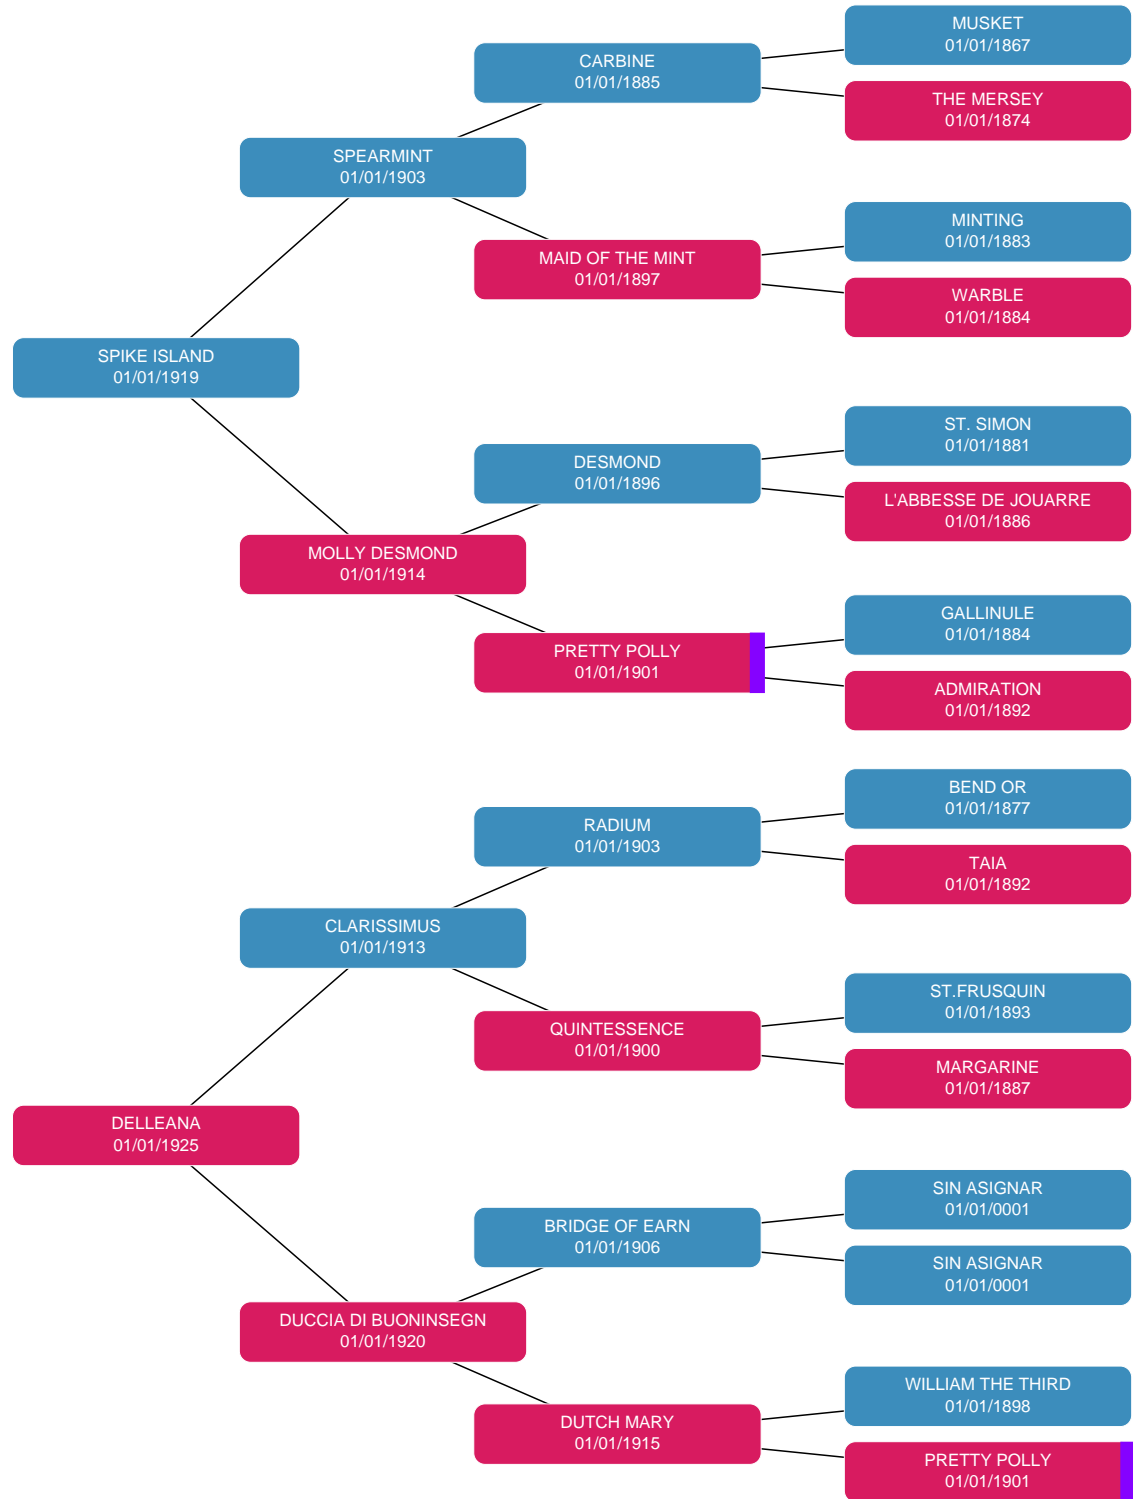 MUSKET
01/01/1867
CARBINE
01/01/1885
THE MERSEY
01/01/1874
SPEARMINT
01/01/1903
MINTING
01/01/1883
MAID OF THE MINT
01/01/1897
WARBLE
01/01/1884
SPIKE ISLAND
01/01/1919
ST. SIMON
01/01/1881
DESMOND
01/01/1896
L'ABBESSE DE JOUARRE
01/01/1886
MOLLY DESMOND
01/01/1914
GALLINULE
01/01/1884
PRETTY POLLY
01/01/1901
ADMIRATION
01/01/1892
BEND OR
01/01/1877
RADIUM
01/01/1903
TAIA
01/01/1892
CLARISSIMUS
01/01/1913
ST.FRUSQUIN
01/01/1893
QUINTESSENCE
01/01/1900
MARGARINE
01/01/1887
DELLEANA
01/01/1925
SIN ASIGNAR
01/01/0001
BRIDGE OF EARN
01/01/1906
SIN ASIGNAR
01/01/0001
DUCCIA DI BUONINSEGN
01/01/1920
WILLIAM THE THIRD
01/01/1898
DUTCH MARY
01/01/1915
PRETTY POLLY
01/01/1901